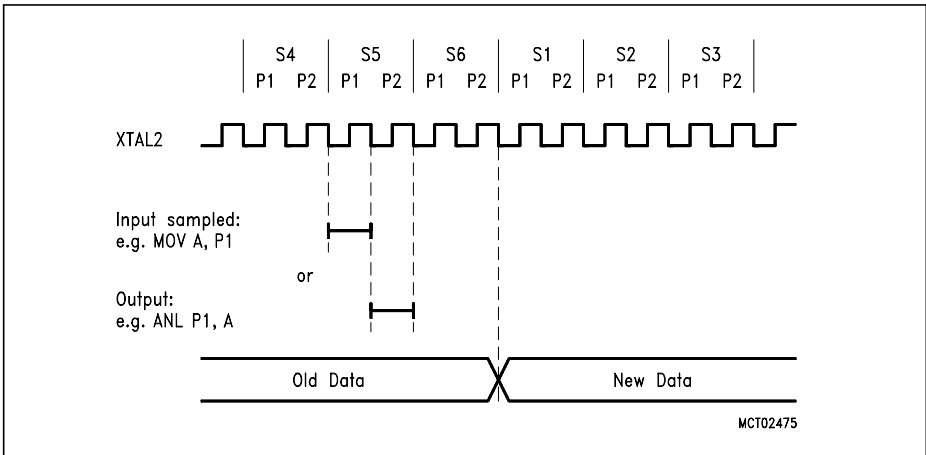 S4 S5 S6 S1 S2 S3
P1 P2 P1 P2 P1 P2 P1 P2 P1 P2 P1 P2
XTAL2
Input sampled:
e.g. MOV A, P1
or
Output:
e.g. ANL P1, A
Old Data New Data
MCT02475